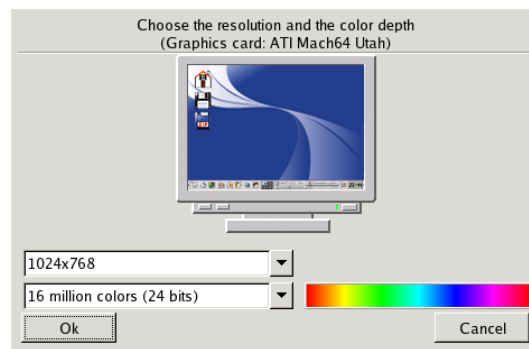 Choose the resolution and the color depth
(Graphics card: ATI Mach64 Utah)
1024x768
16 million colors (24 bits)
Ok
Cancel